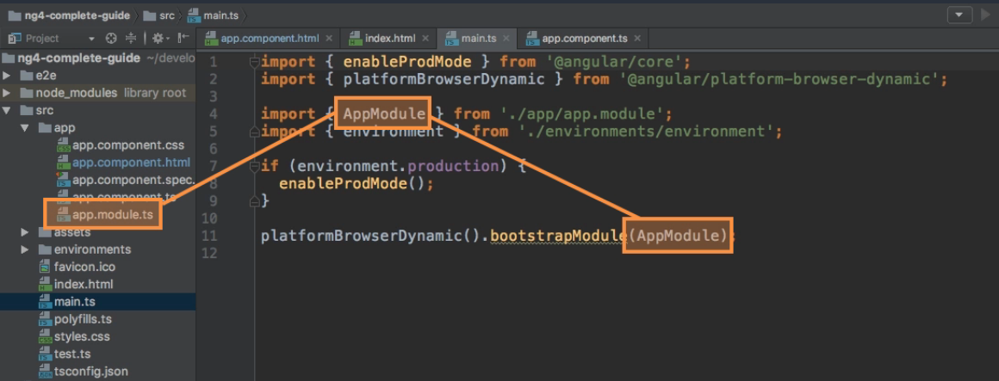 ng4-complete-guide src main.ts
Project
app.component.html index.html main.ts app.component.ts
ng4-complete-guide ~/develo
e2e
node_modules library root
src
app
app.component.css
app.component.html
app.component.spec.
app.component.ts
app.module.ts
assets
environments
favicon.ico
index.html
main.ts
polyfills.ts
styles.css
test.ts
tsconfig.json
1 import { enableProdMode } from '@angular/core';
2 import { platformBrowserDynamic } from '@angular/platform-browser-dynamic';
3
4 import { AppModule } from './app/app.module';
5 import { environment } from './environments/environment';
6
7 if (environment.production) {
8 enableProdMode();
9 }
10
11 platformBrowserDynamic().bootstrapModule(AppModule);
12